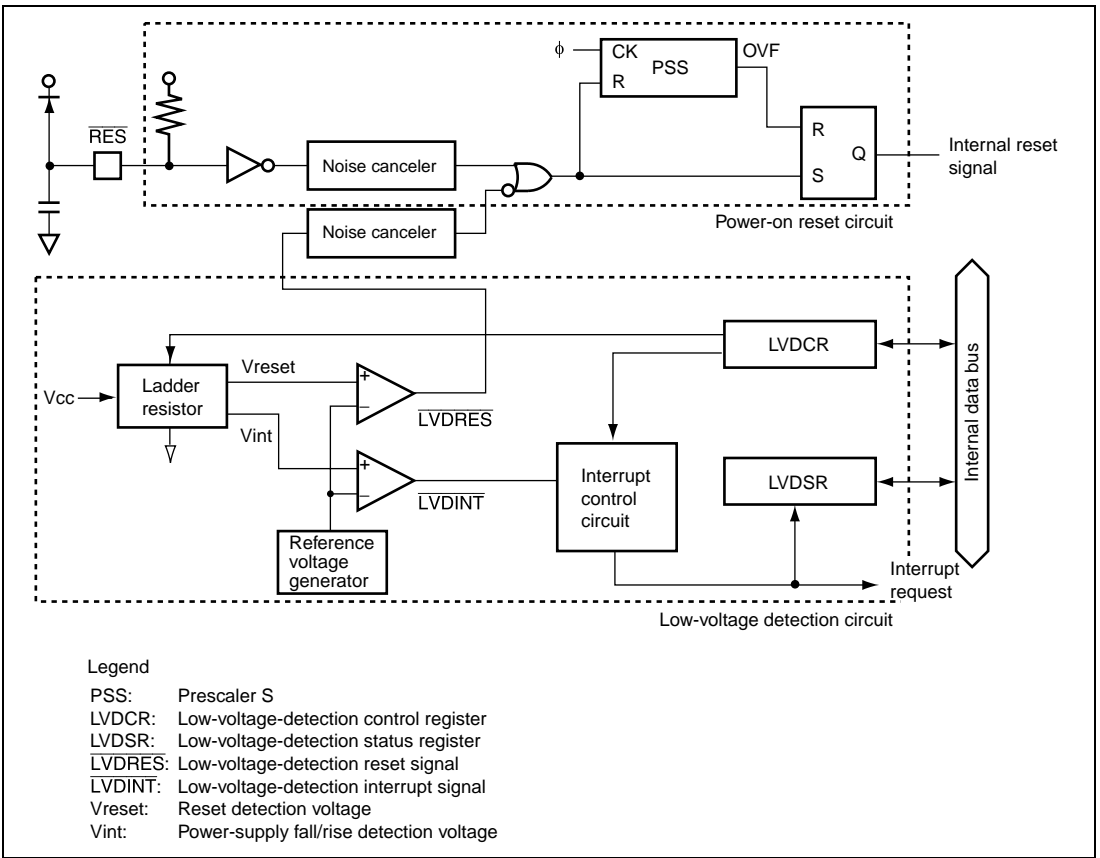 φ
CK
PSS
OVF
R
RES
Noise canceler
R
Q
S
Internal reset
signal
Noise canceler
Power-on reset circuit
LVDCR
Vreset
Vcc
Ladder
resistor
+
−
LVDRES
Vint
+
−
LVDINT
Interrupt
control
circuit
LVDSR
Internal data bus
Reference
voltage
generator
Interrupt
request
Low-voltage detection circuit
Legend
PSS: Prescaler S
LVDCR: Low-voltage-detection control register
LVDSR: Low-voltage-detection status register
LVDRES: Low-voltage-detection reset signal
LVDINT: Low-voltage-detection interrupt signal
Vreset: Reset detection voltage
Vint: Power-supply fall/rise detection voltage